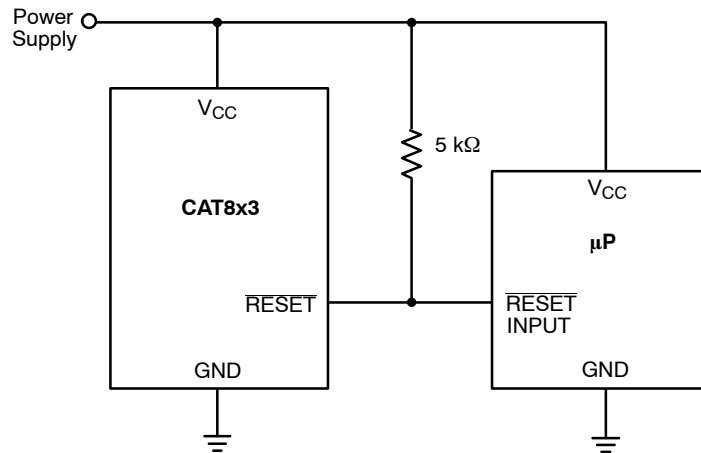 Power
Supply
VCC
5 kΩ
CAT8x3
VCC
μP
RESET
RESET
INPUT
GND
GND